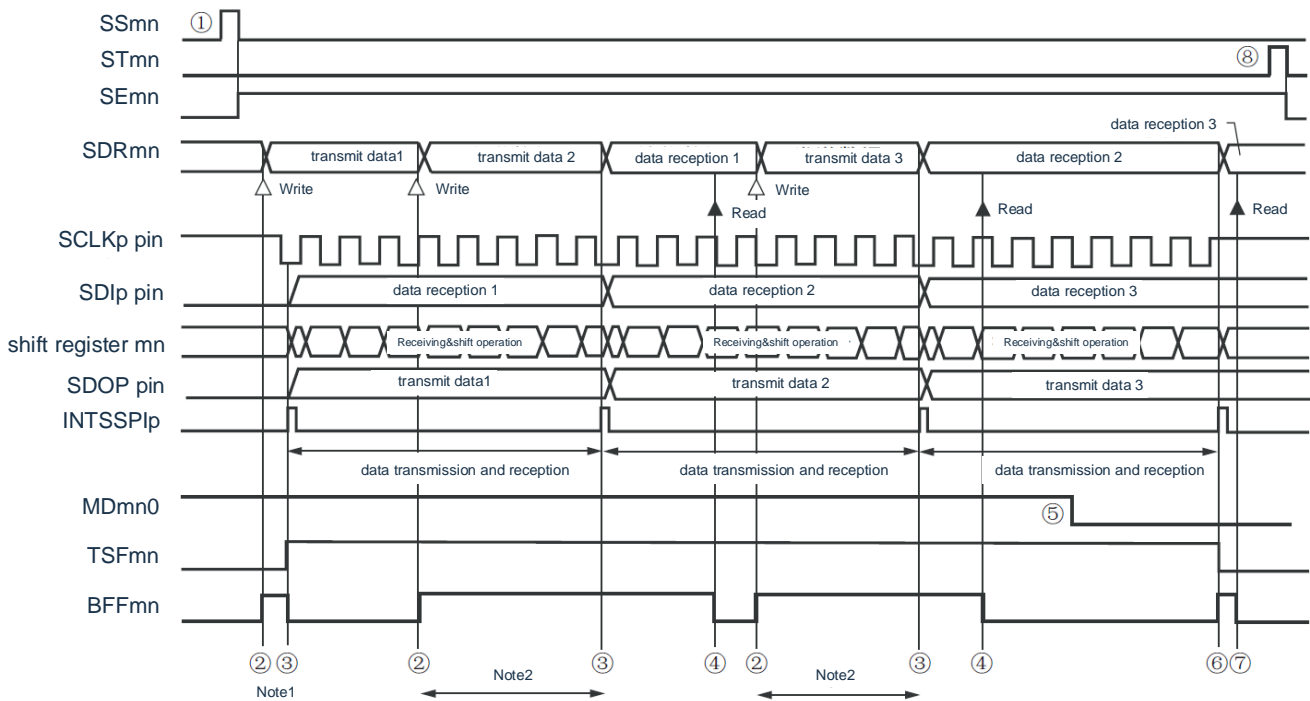 SSmn
①
STmn
⑧
SEmn
data reception 3
SDRmn
transmit data1
transmit data 2
data reception 1
transmit data 3
data reception 2
Write
Write
Read
Write
Read
Read
SCLKp pin
SDIp pin
data reception 1
data reception 2
data reception 3
shift register mn
Receiving&shift operation
Receiving&shift operation
Receiving&shift operation
SDOP pin
transmit data1
transmit data 2
transmit data 3
INTSSPIp
data transmission and reception
data transmission and reception
data transmission and reception
MDmn0
⑤
TSFmn
BFFmn
② ③ ② ③ ④ ② ③ ④ ⑥ ⑦
Note1
Note2
Note2